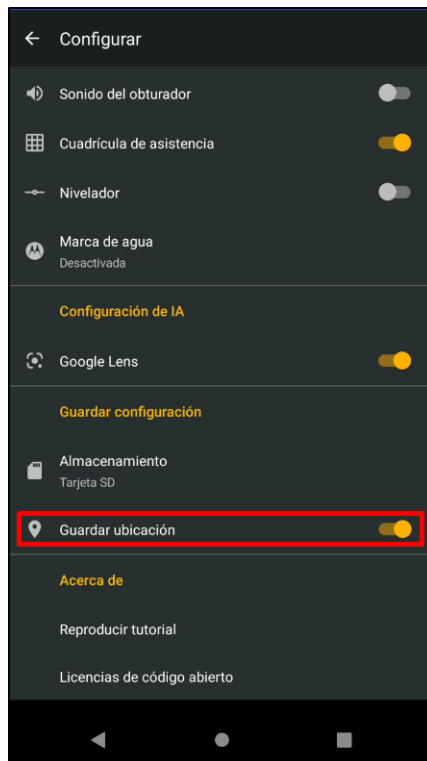 Configurar
Sonido del obturador
Cuadrícula de asistencia
Nivelador
Marca de agua
Desactivada
Configuración de IA
Google Lens
Guardar configuración
Almacenamiento
Tarjeta SD
Guardar ubicación
Acerca de
Reproducir tutorial
Licencias de código abierto